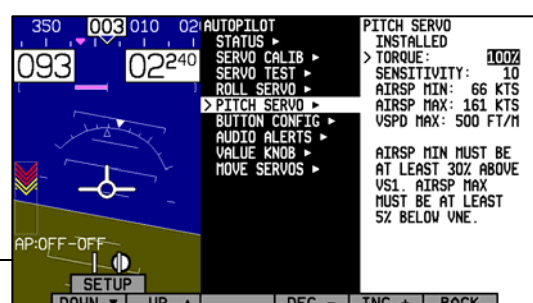 350 003 010 020
093
02240
AP:OFF-OFF
SETUP
AUTOPILOT
STATUS ►
SERVO CALIB ►
SERVO TEST ►
ROLL SERVO ►
>PITCH SERVO ►
BUTTON CONFIG ►
AUDIO ALERTS ►
VALUE KNOB ►
MOVE SERVOS ►
PITCH SERVO
INSTALLED
>TORQUE: 100%
SENSITIVITY: 10
AIRSP MIN: 66 KTS
AIRSP MAX: 161 KTS
VSPD MAX: 500 FT/M
AIRSP MIN MUST BE
AT LEAST 30% ABOVE
VS1. AIRSP MAX
MUST BE AT LEAST
5% BELOW VNE.
DOWN ▼ UP ▲ DEC - INC + BACK